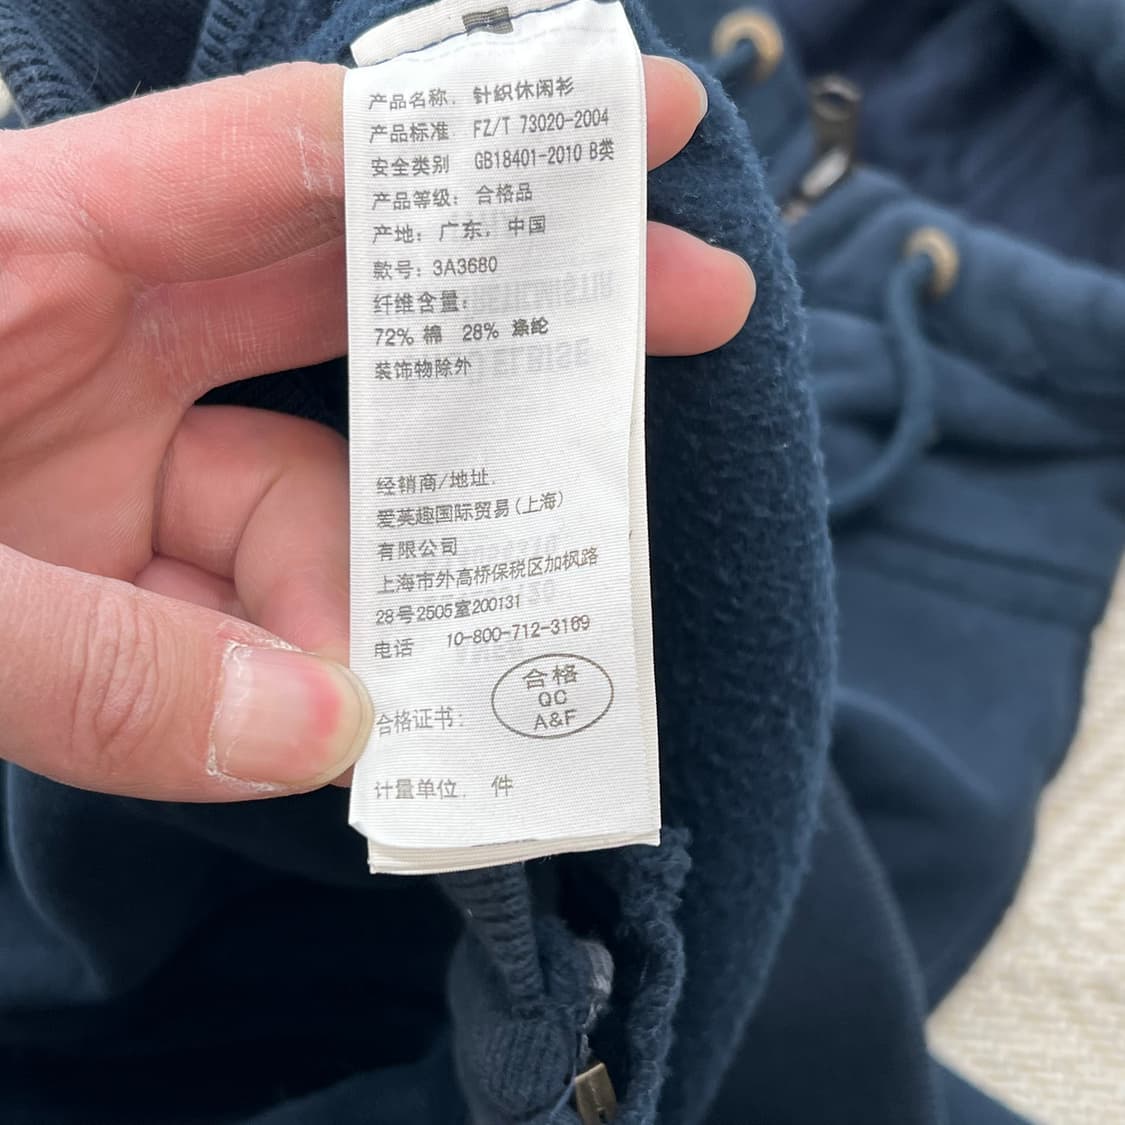 产品名称. 针织休闲衫
产品标准 FZ/T 73020-2004
安全类别 GB18401-2010 B类
产品等级: 合格品
产地: 广东, 中国
款号: 3A3680
纤维含量:
72% 棉 28% 涤纶
装饰物除外
经销商/地址.
爱芙趣国际贸易(上海)
有限公司
上海市外高桥保税区加枫路
28号2505室200131
电话 10-800-712-3169
合格
QC
A&F
合格证书:
计量单位. 件